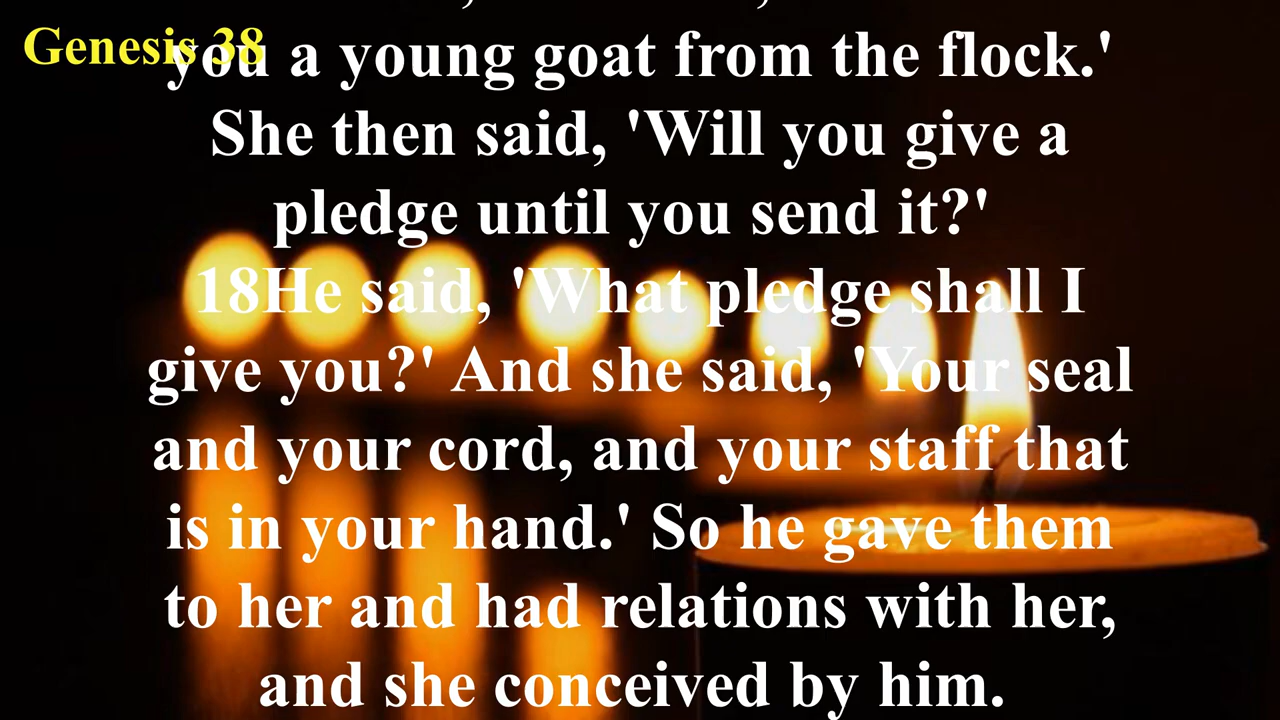 Genesis 38
you a young goat from the flock.'
She then said, 'Will you give a
pledge until you send it?'
18He said, 'What pledge shall I
give you?' And she said, 'Your seal
and your cord, and your staff that
is in your hand.' So he gave them
to her and had relations with her,
and she conceived by him.